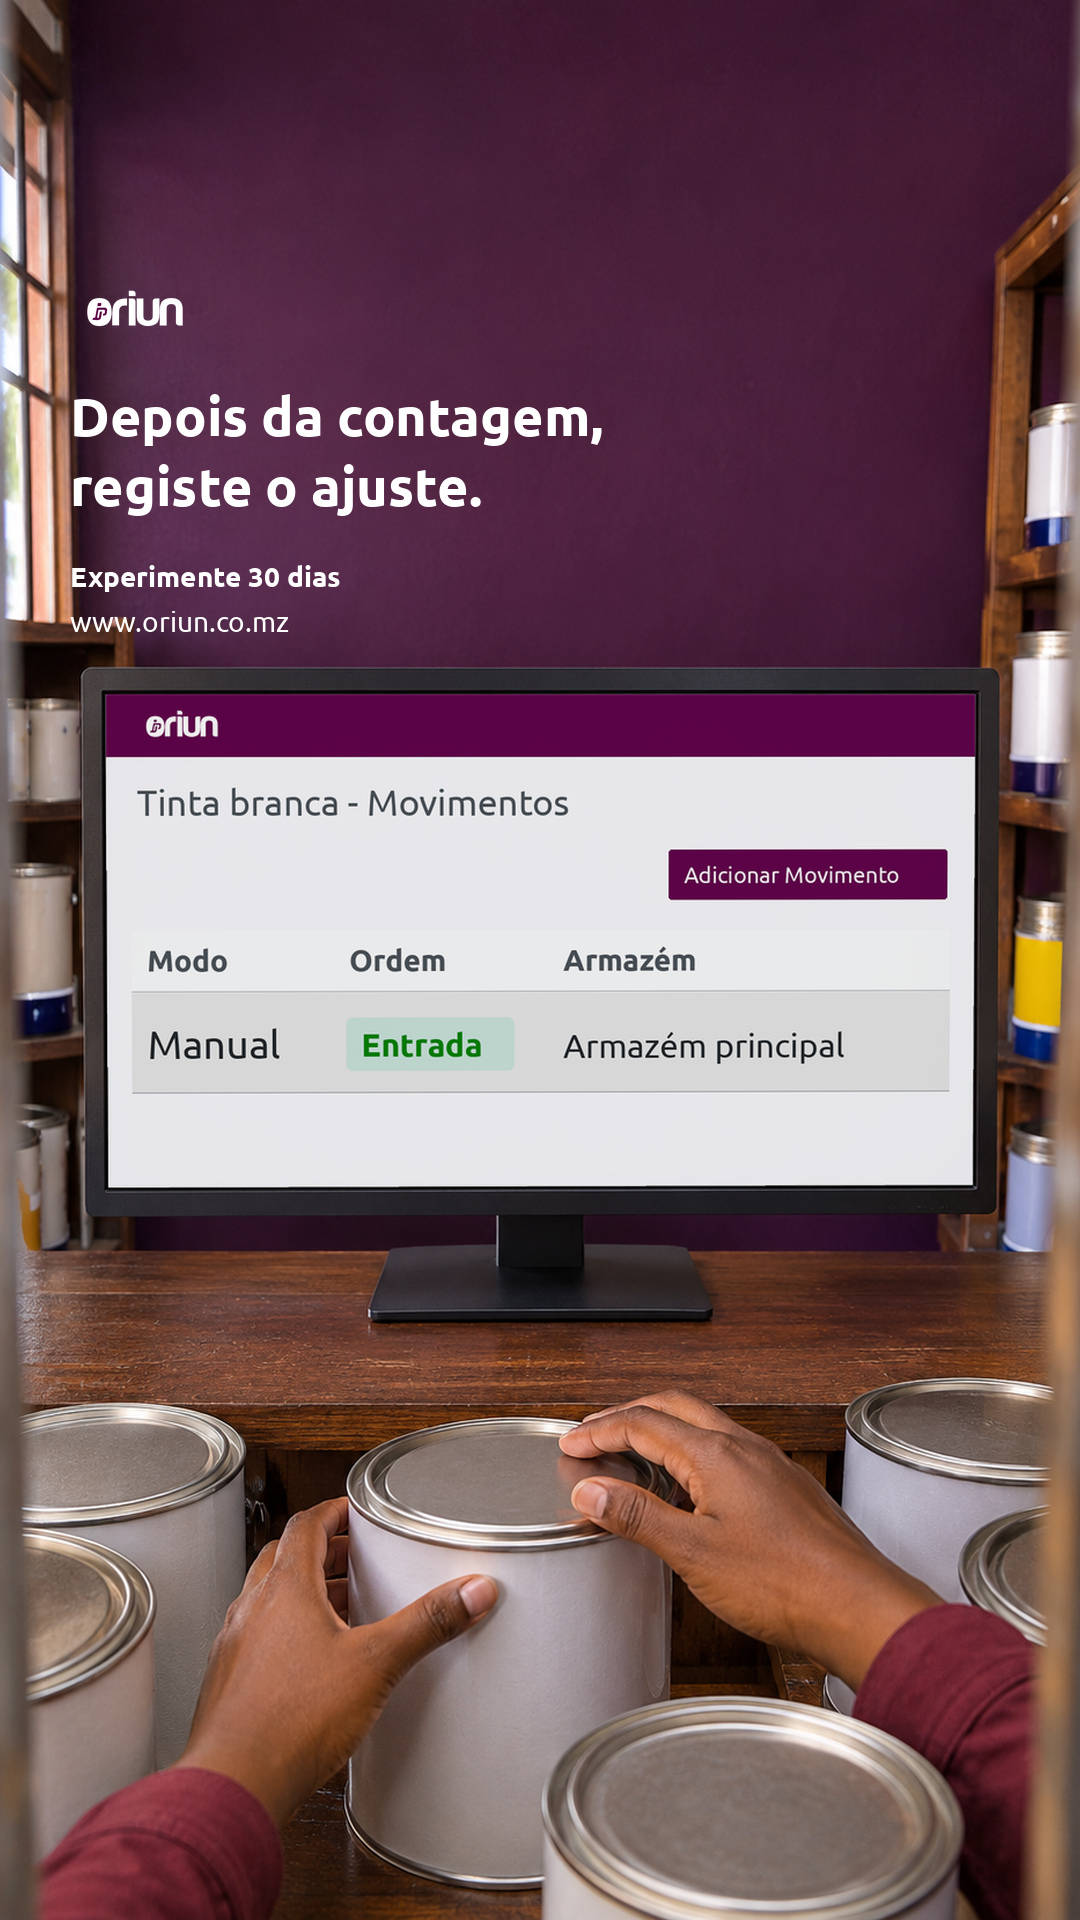 oriun
Depois da contagem,
registe o ajuste.
Experimente 30 dias
www.oriun.co.mz
oriun
Tinta branca - Movimentos
Adicionar Movimento
Modo Ordem Armazém
Manual Entrada Armazém principal